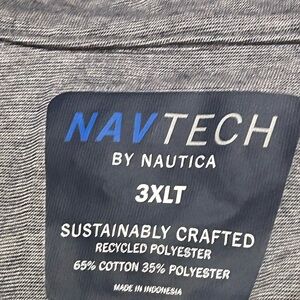 NAVTECH
BY NAUTICA
3XLT
SUSTAINABLY CRAFTED
RECYCLED POLYESTER
65% COTTON 35% POLYESTER
MADE IN INDONESIA